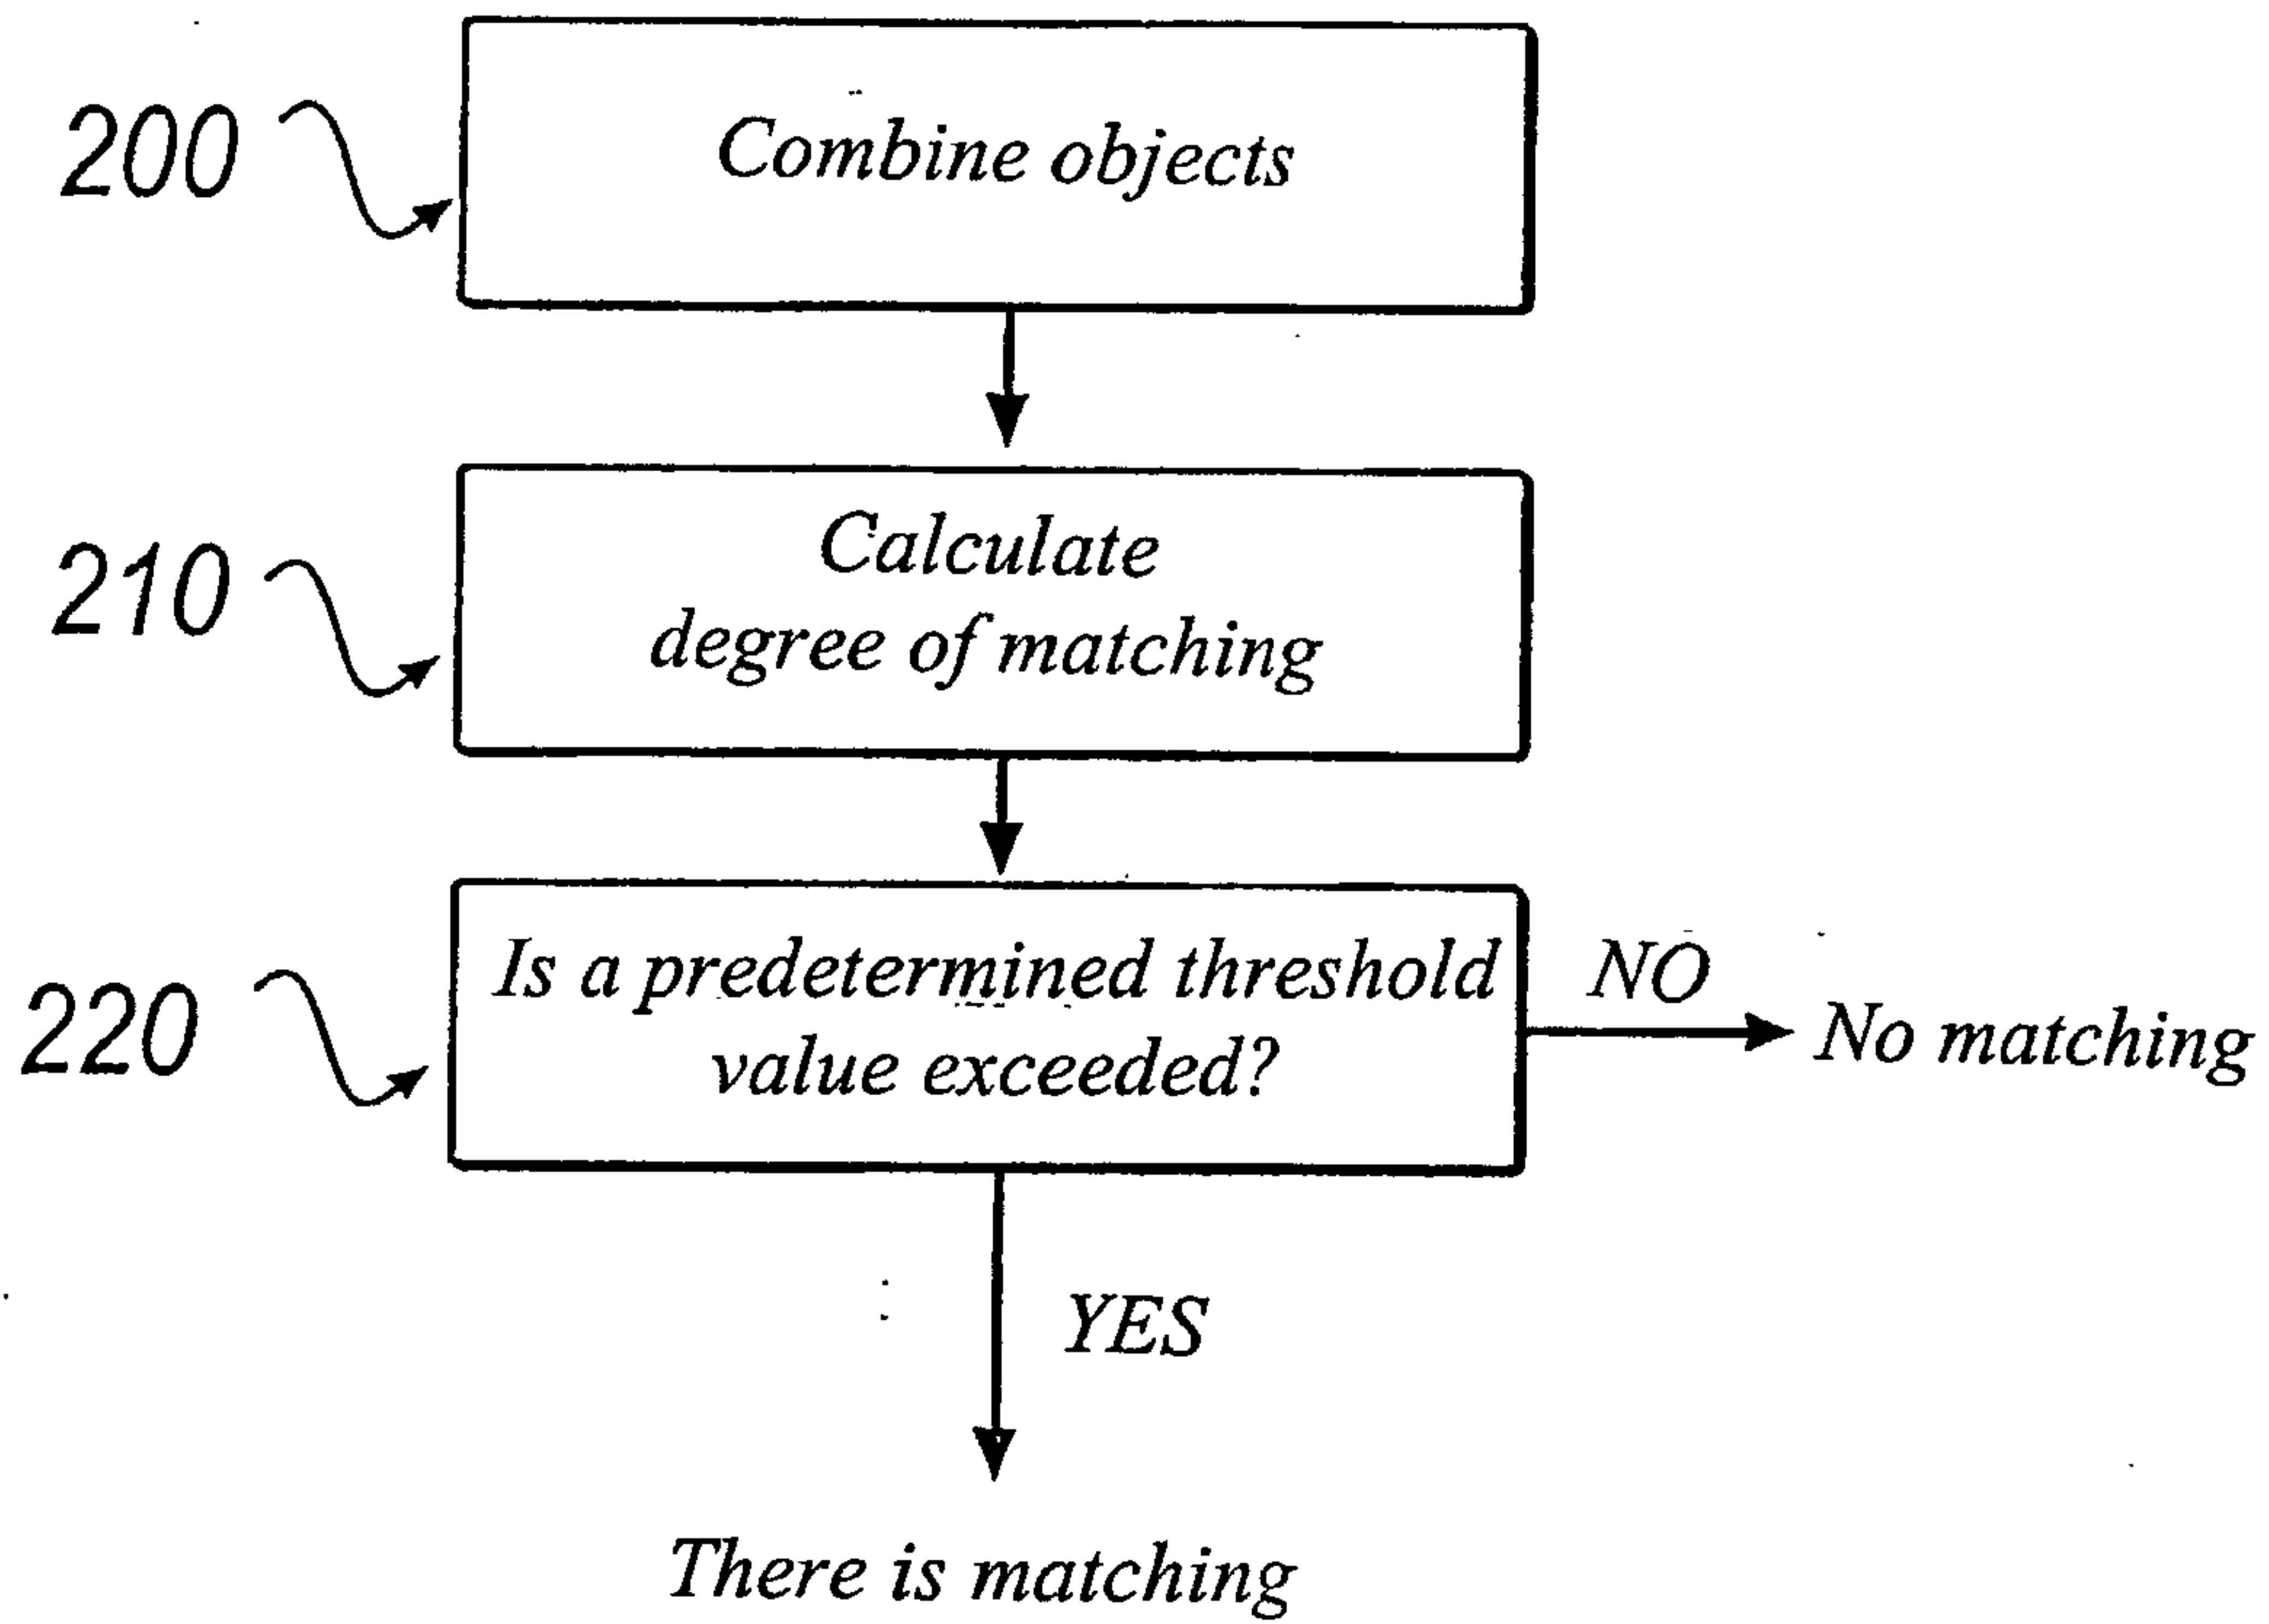 200
Combine objects
210
Calculate
degree of matching
220
Is a predetermined threshold
value exceeded?
NO
No matching
YES
There is matching